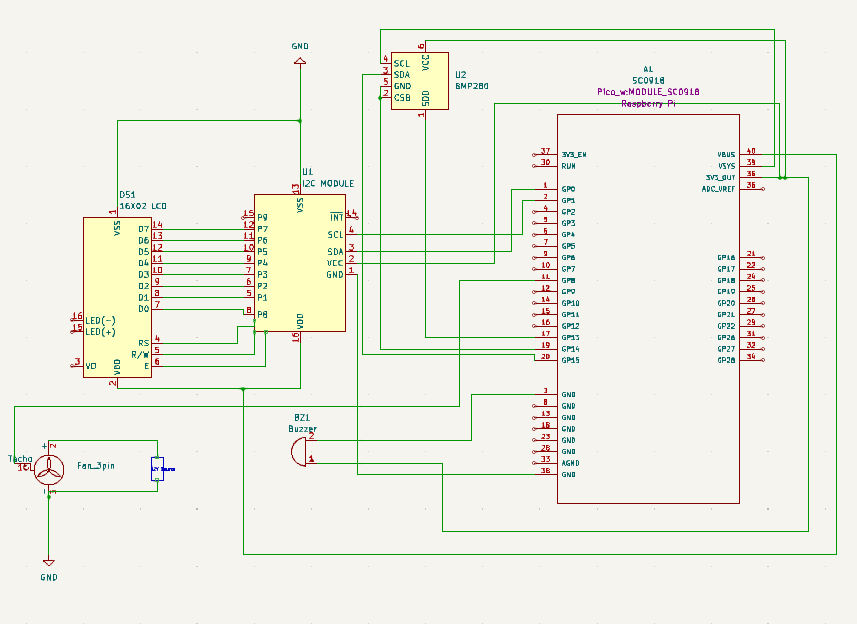 GND
A1
SC0918
Pico_w:MODULE_SC0918
Raspberry Pi
U2
BMP280
4 SCL
3 SDA
5 GND
2 CSB
6 VCC
1 SDO
U1
I2C MODULE
13 VSS
15 P9
12 P7
11 P6
10 P5
9 P4
7 P3
6 P2
5 P1
8 P0
INT 14
SCL 4
SDA 3
VCC 2
GND 1
VDD 16
DS1
16X02 LCD
1 VSS
D7 14
D6 13
D5 12
D4 11
D3 10
D2 9
D1 8
D0 7
16 LED(-)
15 LED(+)
RS 4
R/W 5
E 6
3 VO
VDD 2
37 3V3_EN
30 RUN
1 GP0
2 GP1
4 GP2
5 GP3
6 GP4
7 GP5
9 GP6
10 GP7
11 GP8
12 GP9
14 GP10
15 GP11
16 GP12
17 GP13
19 GP14
20 GP15
3 GND
8 GND
13 GND
18 GND
23 GND
28 GND
33 AGND
38 GND
VBUS 40
VSYS 39
3V3_OUT 36
ADC_VREF 35
GP16 21
GP17 22
GP18 24
GP19 25
GP20 26
GP21 27
GP22 29
GP26 31
GP27 32
GP28 34
BZ1
Buzzer
2
1
Tacho
1
+ 2
- 3
Fan_3pin
GND